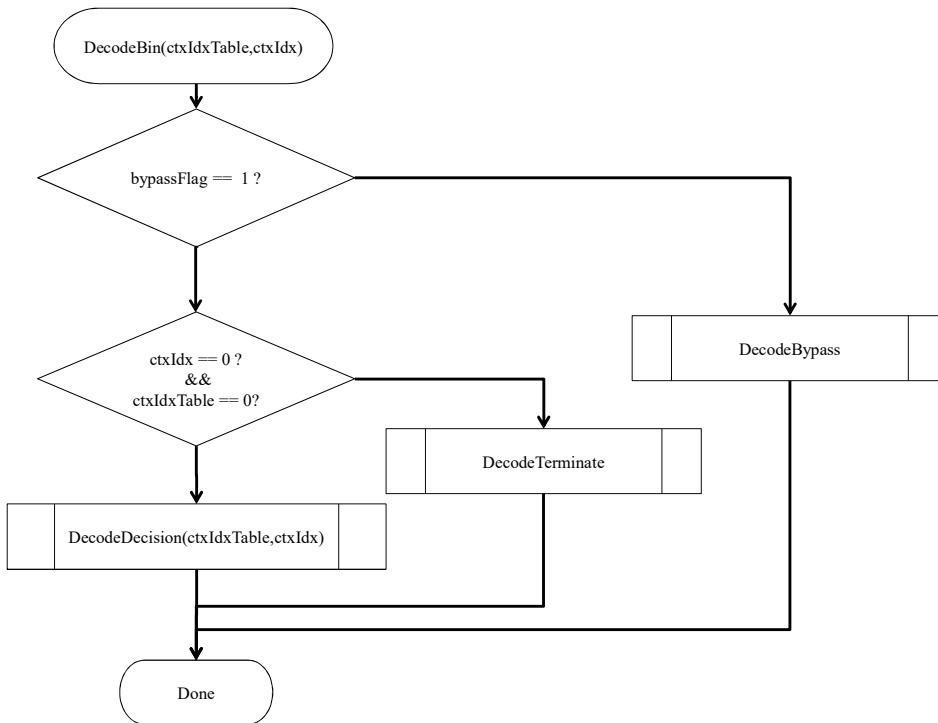 DecodeBin(ctxIdxTable,ctxIdx)
bypassFlag == 1 ?
ctxIdx == 0 ?
&&
ctxIdxTable == 0?
DecodeBypass
DecodeTerminate
DecodeDecision(ctxIdxTable,ctxIdx)
Done